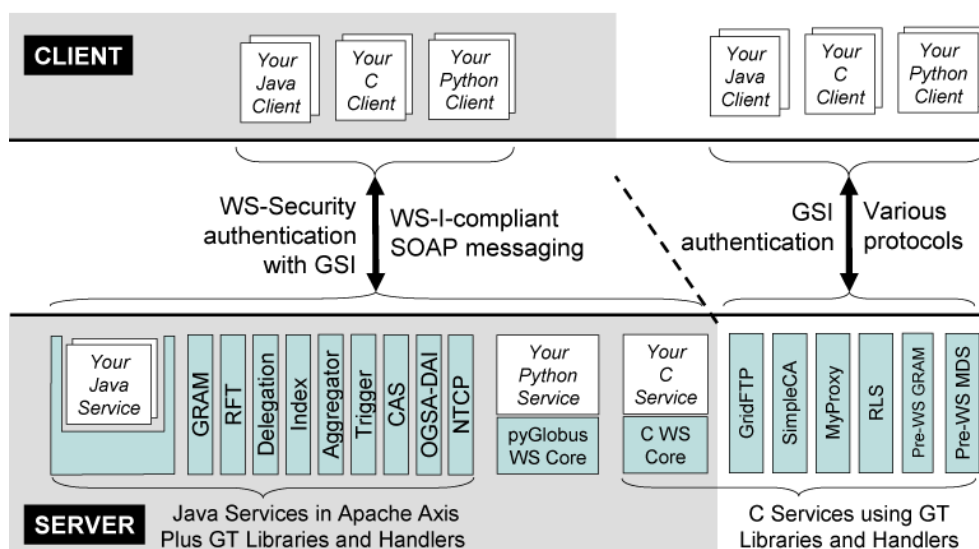 CLIENT
Your
Java
Client
Your
C
Client
Your
Python
Client
Your
Java
Client
Your
C
Client
Your
Python
Client
WS-Security
authentication
with GSI
WS-I-compliant
SOAP messaging
GSI
authentication
Various
protocols
Your
Java
Service
GRAM
RFT
Delegation
Index
Aggregator
Trigger
CAS
OGSA-DAI
NTCP
Your
Python
Service
pyGlobus
WS Core
Your
C
Service
C WS
Core
GridFTP
SimpleCA
MyProxy
RLS
Pre-WS GRAM
Pre-WS MDS
SERVER
Java Services in Apache Axis
Plus GT Libraries and Handlers
C Services using GT
Libraries and Handlers